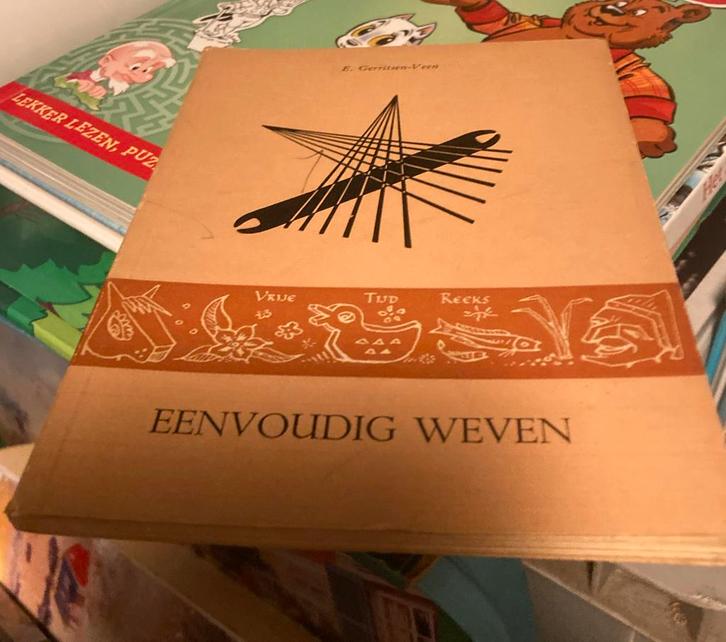 E. Gerritsen-Veen
VRIJE TIJD REEKS
EENVOUDIG WEVEN
LEKKER LEZEN, PUZ